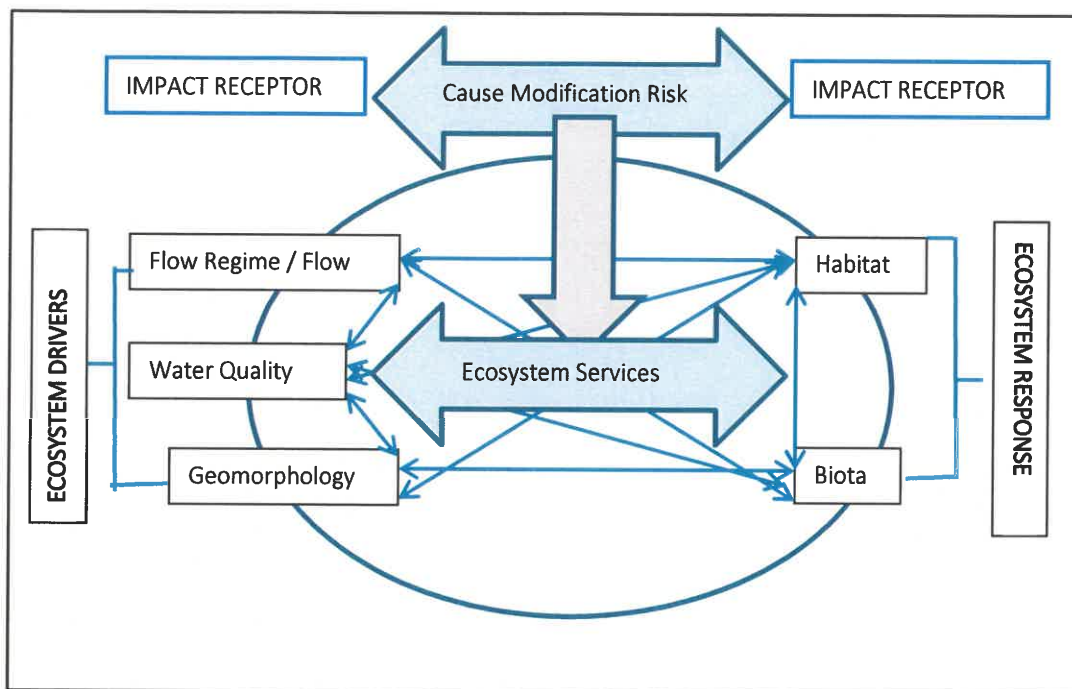 IMPACT RECEPTOR
Cause Modification Risk
IMPACT RECEPTOR
ECOSYSTEM DRIVERS
Flow Regime / Flow
Water Quality
Geomorphology
Ecosystem Services
Habitat
Biota
ECOSYSTEM RESPONSE